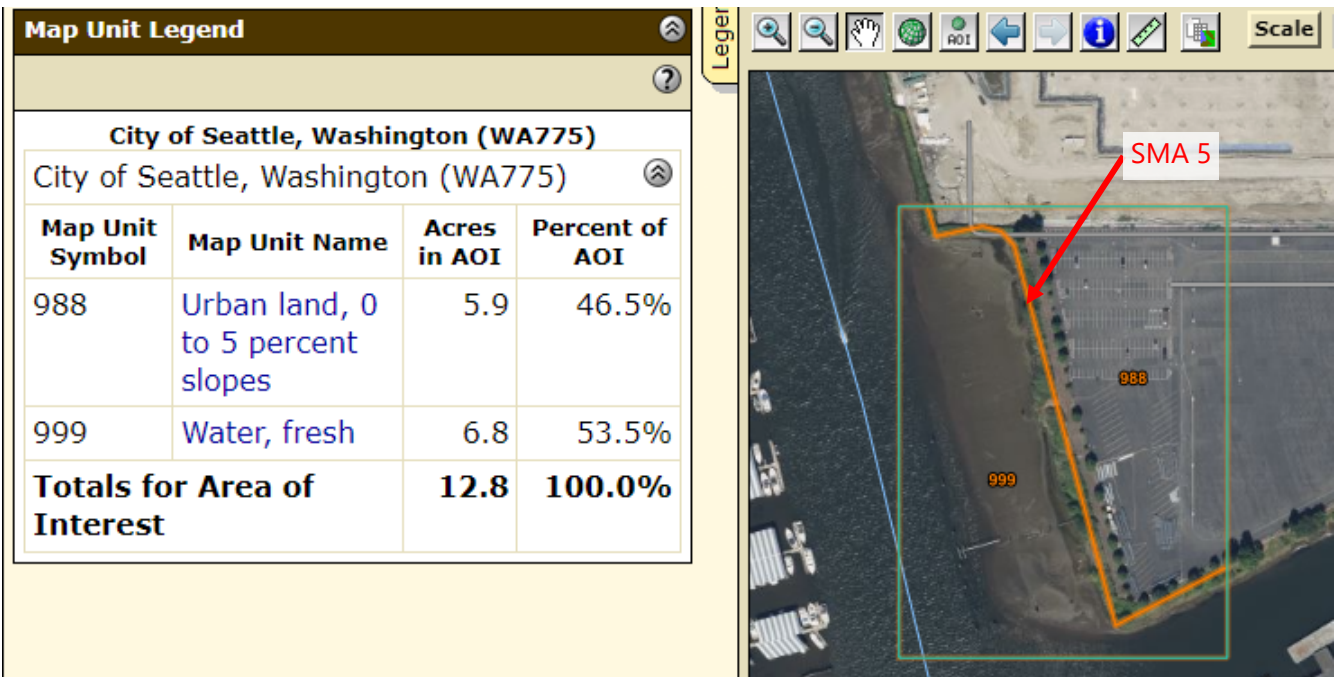 Map Unit Legend
City of Seattle, Washington (WA775)
City of Seattle, Washington (WA775)
Map Unit Symbol Map Unit Name Acres in AOI Percent of AOI
988 Urban land, 0 to 5 percent slopes 5.9 46.5%
999 Water, fresh 6.8 53.5%
Totals for Area of Interest 12.8 100.0%
AOI
Scale
SMA 5
988
999